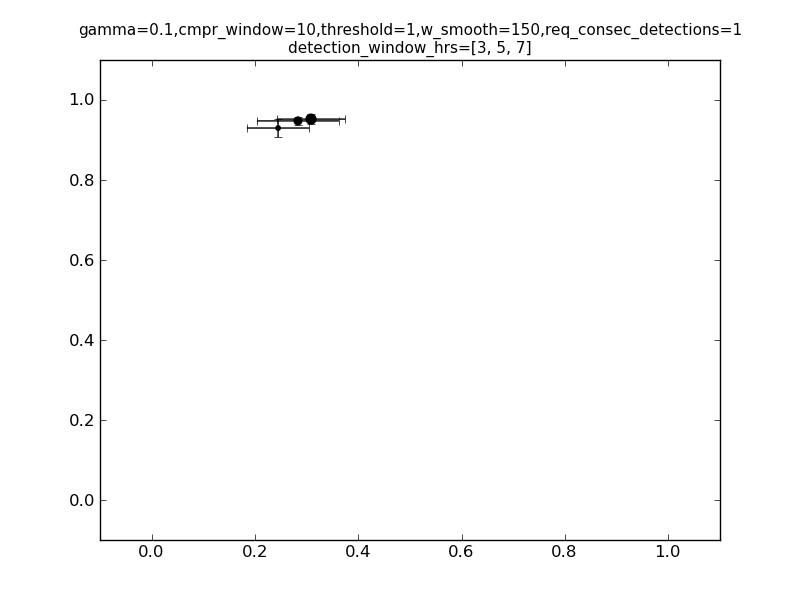 gamma=0.1,cmpr_window=10,threshold=1,w_smooth=150,req_consec_detections=1
detection_window_hrs=[3, 5, 7]
1.0
0.8
0.6
0.4
0.2
0.0
0.0 0.2 0.4 0.6 0.8 1.0